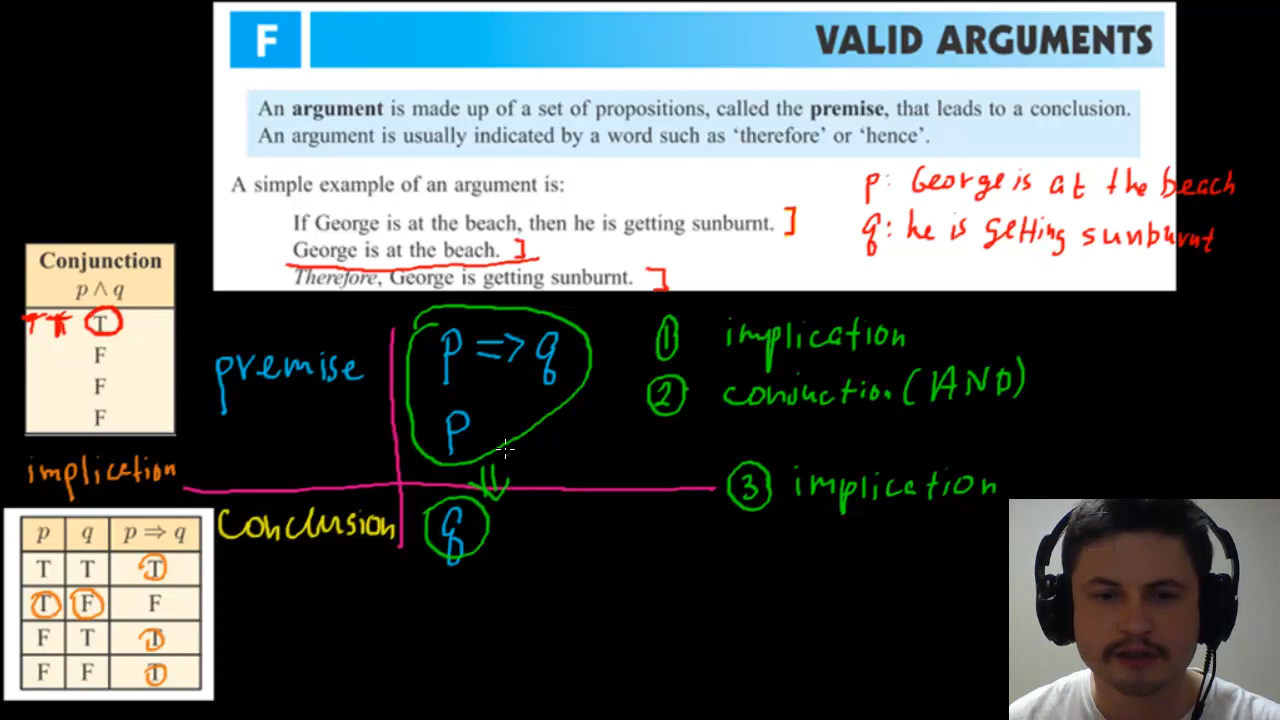 F VALID ARGUMENTS
An argument is made up of a set of propositions, called the premise, that leads to a conclusion.
An argument is usually indicated by a word such as ‘therefore’ or ‘hence’.
A simple example of an argument is:
If George is at the beach, then he is getting sunburnt.
George is at the beach.
Therefore, George is getting sunburnt.
p: George is at the beach
q: he is getting sunburnt
Conjunction
p ∧ q
T T T
F
F
F
premise
p => q
p
① implication
② conjuction (AND)
③ implication
conclusion
q
implication
p q p ⇒ q
T T T
T F F
F T T
F F T